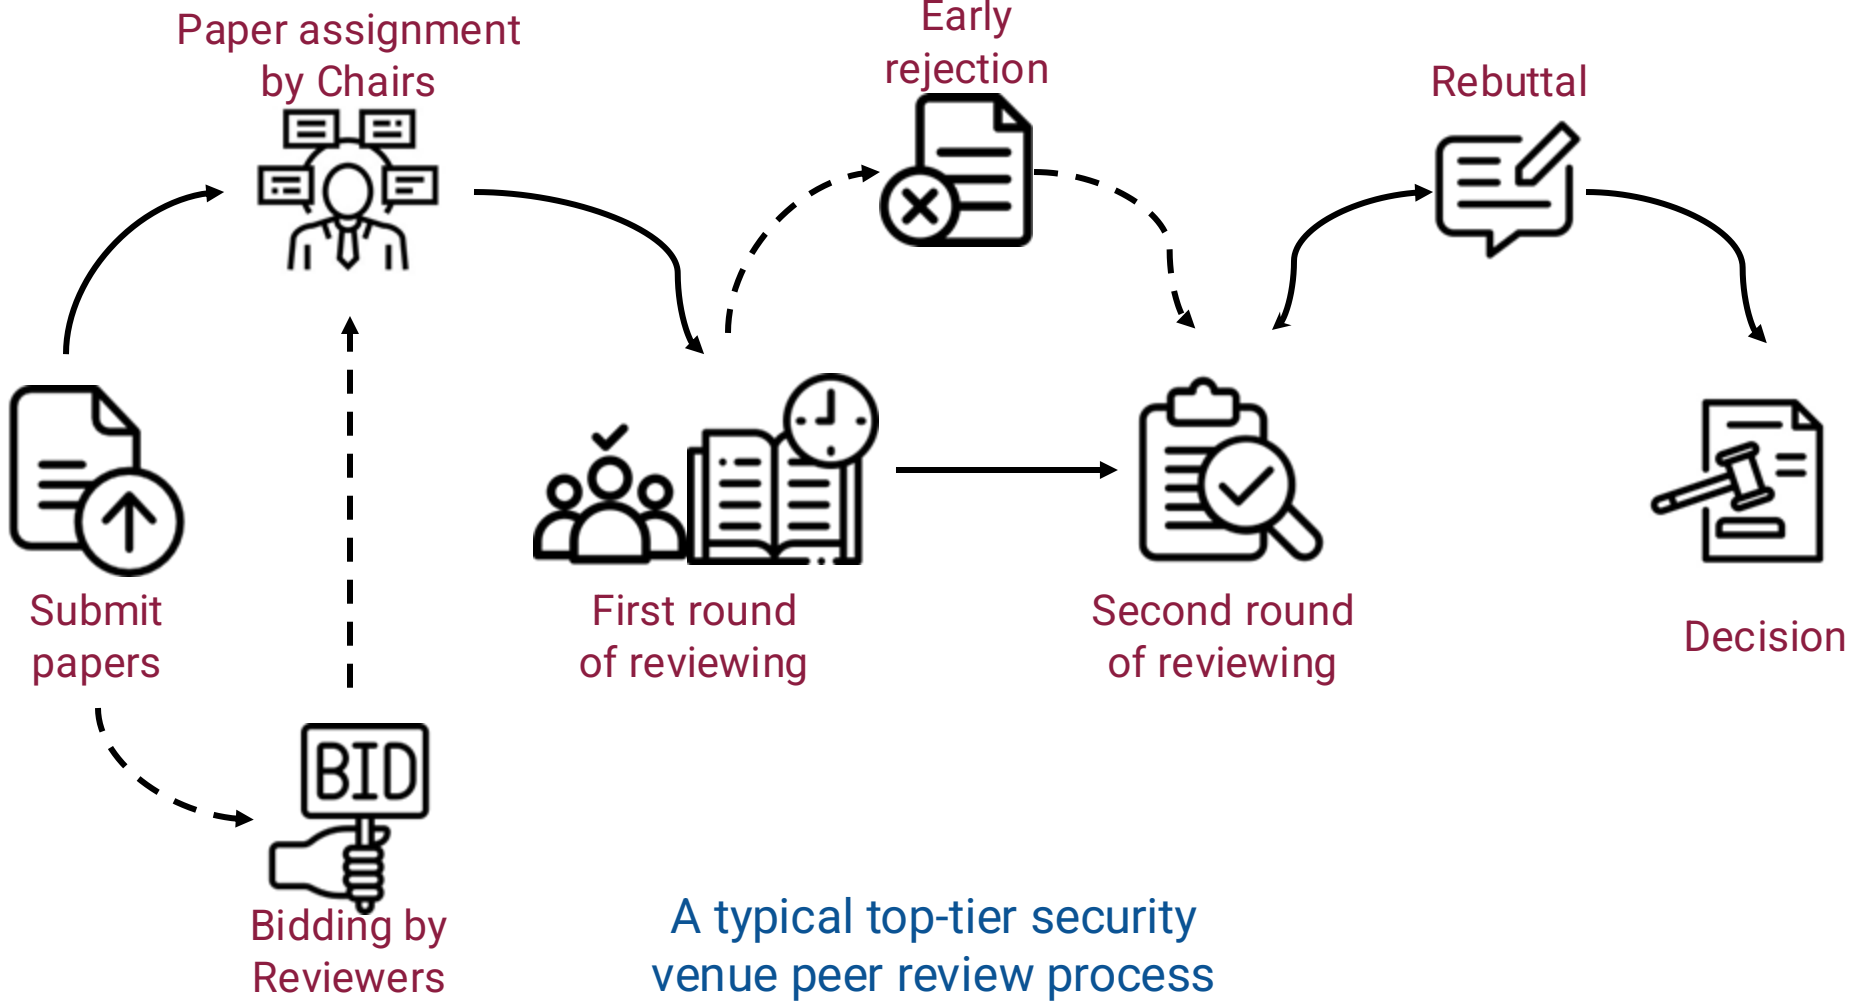 Paper assignment
by Chairs
Early
rejection
Rebuttal
Submit
papers
First round
of reviewing
Second round
of reviewing
Decision
BID
Bidding by
Reviewers
A typical top-tier security
venue peer review process